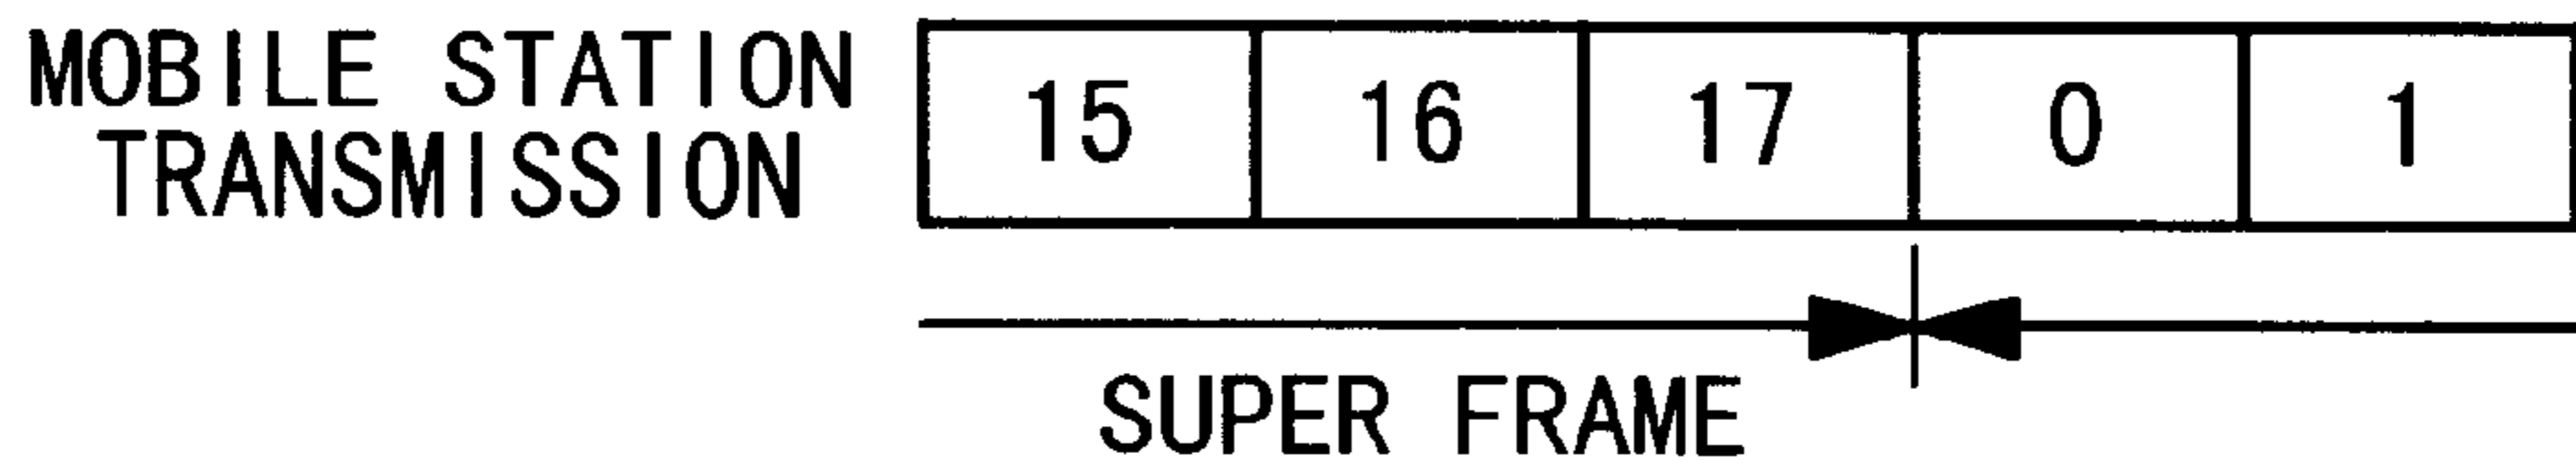 MOBILE STATION
TRANSMISSION
15 16 17 0 1
SUPER FRAME